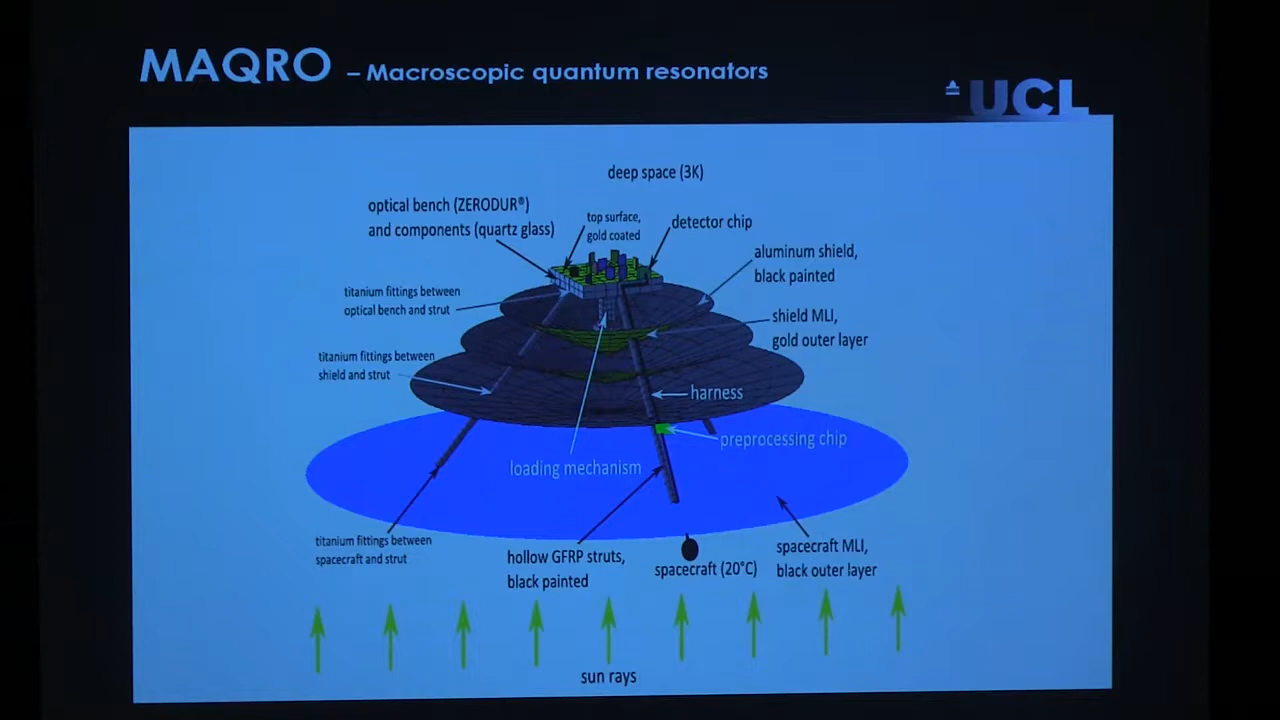 MAQRO – Macroscopic quantum resonators
UCL
deep space (3K)
optical bench (ZERODUR®)
and components (quartz glass)
top surface,
gold coated
detector chip
aluminum shield,
black painted
titanium fittings between
optical bench and strut
shield MLI,
gold outer layer
titanium fittings between
shield and strut
harness
preprocessing chip
loading mechanism
titanium fittings between
spacecraft and strut
hollow GFRP struts,
black painted
spacecraft (20°C)
spacecraft MLI,
black outer layer
sun rays